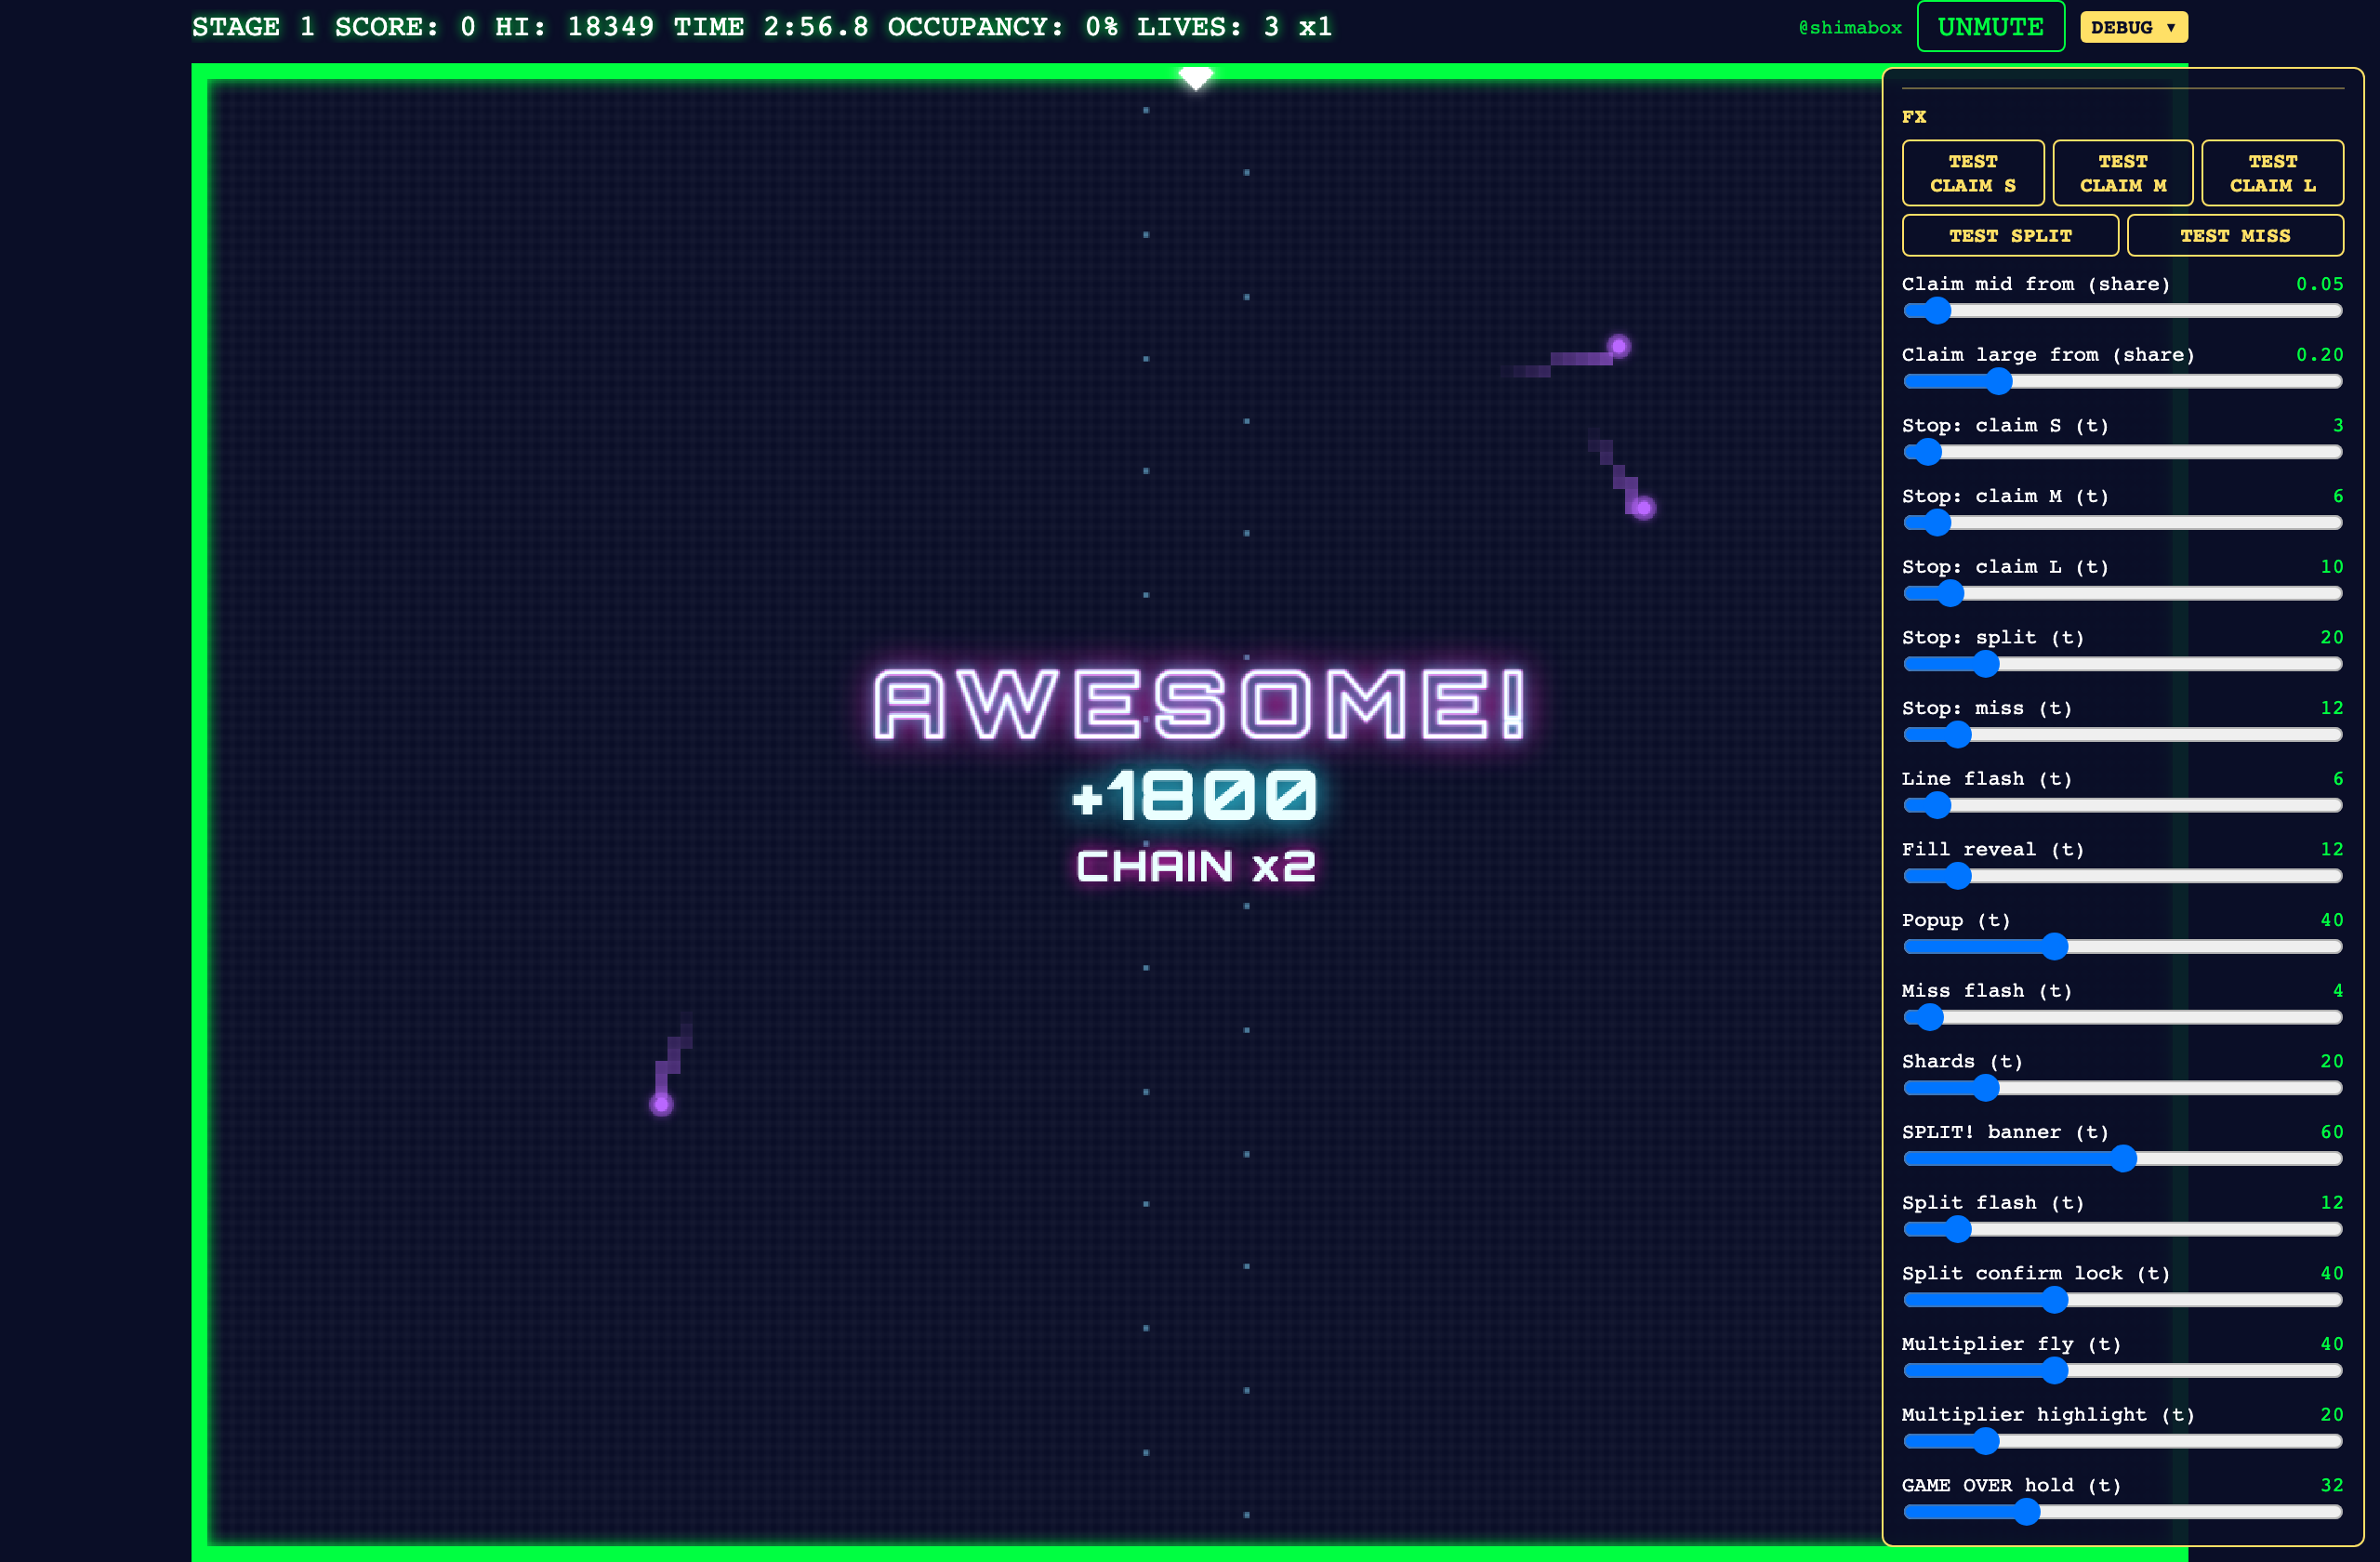 STAGE 1 SCORE: 0 HI: 18349 TIME 2:56.8 OCCUPANCY: 0% LIVES: 3 x1
@shimabox
UNMUTE
DEBUG ▼
AWESOME!
+1800
CHAIN x2
FX
TEST CLAIM S
TEST CLAIM M
TEST CLAIM L
TEST SPLIT
TEST MISS
Claim mid from (share) 0.05
Claim large from (share) 0.20
Stop: claim S (t) 3
Stop: claim M (t) 6
Stop: claim L (t) 10
Stop: split (t) 20
Stop: miss (t) 12
Line flash (t) 6
Fill reveal (t) 12
Popup (t) 40
Miss flash (t) 4
Shards (t) 20
SPLIT! banner (t) 60
Split flash (t) 12
Split confirm lock (t) 40
Multiplier fly (t) 40
Multiplier highlight (t) 20
GAME OVER hold (t) 32